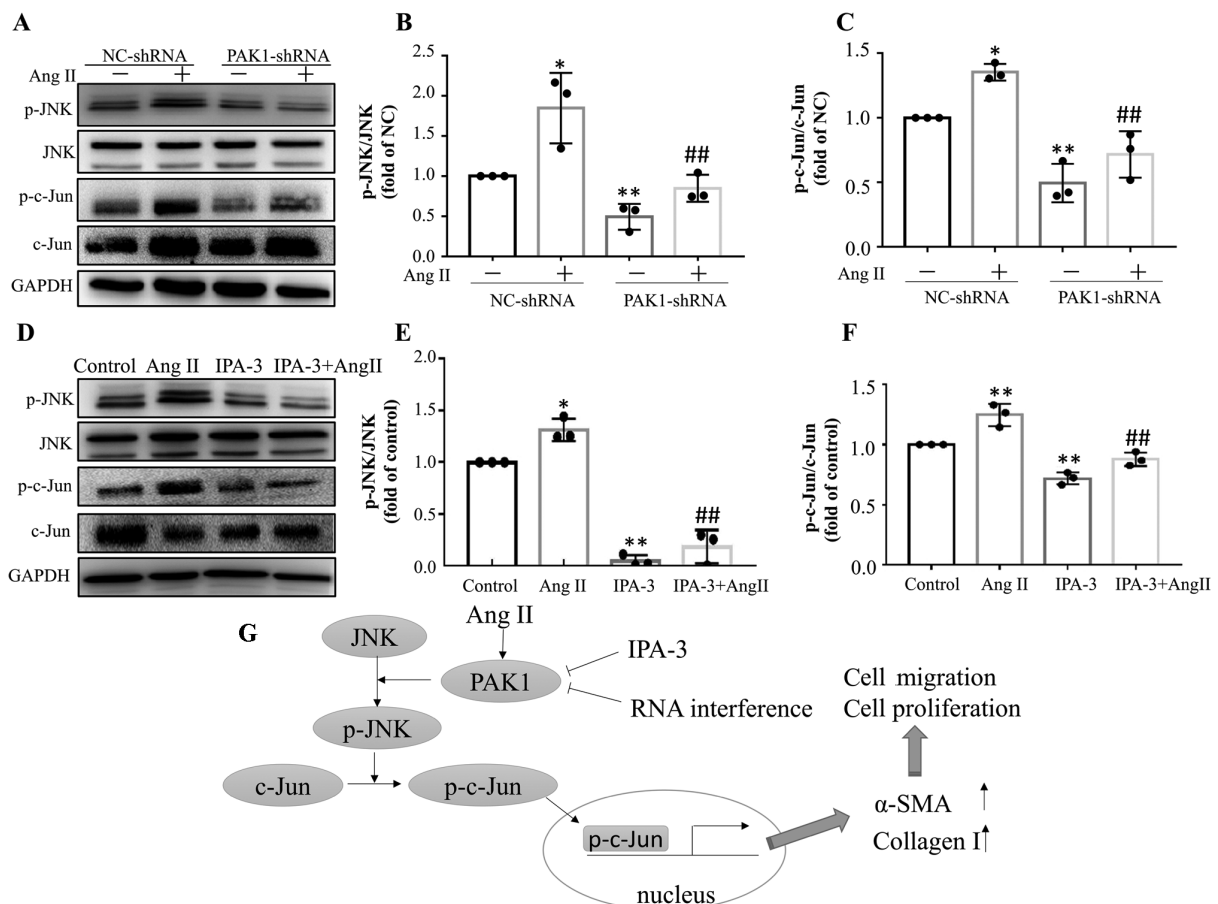 A
NC-shRNA PAK1-shRNA
Ang II — + — +
p-JNK
JNK
p-c-Jun
c-Jun
GAPDH
B
p-JNK/JNK
(fold of NC)
2.5
2.0
1.5
1.0
0.5
0.0
*
**
##
Ang II — + — +
NC-shRNA PAK1-shRNA
C
p-c-Jun/c-Jun
(fold of NC)
1.5
1.0
0.5
0.0
*
**
##
Ang II — + — +
NC-shRNA PAK1-shRNA
D
Control Ang II IPA-3 IPA-3+AngII
p-JNK
JNK
p-c-Jun
c-Jun
GAPDH
E
p-JNK/JNK
(fold of control)
2.0
1.5
1.0
0.5
0.0
*
**
##
Control Ang II IPA-3 IPA-3+AngII
F
p-c-Jun/c-Jun
(fold of control)
1.5
1.0
0.5
0.0
**
**
##
Control Ang II IPA-3 IPA-3+AngII
G
Ang II
JNK
IPA-3
PAK1
RNA interference
p-JNK
c-Jun
p-c-Jun
p-c-Jun
nucleus
Cell migration
Cell proliferation
α-SMA
Collagen I